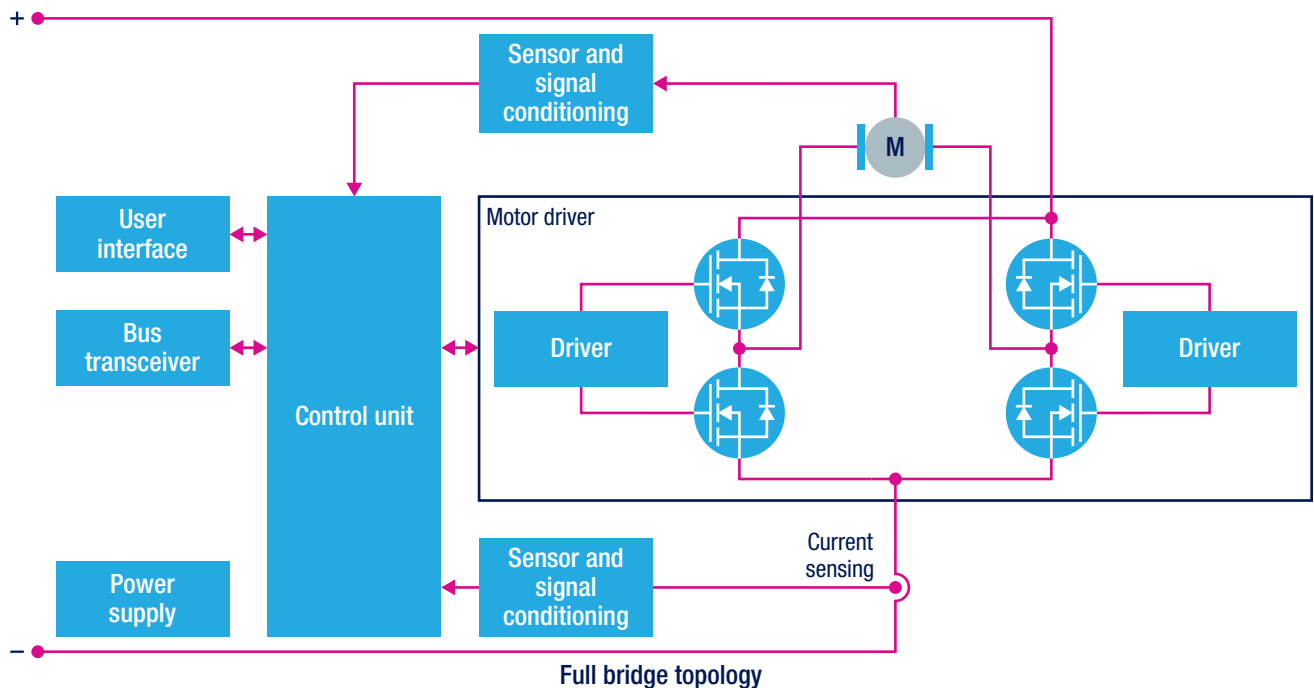 +
Sensor and
signal
conditioning
M
User
interface
Motor driver
Bus
transceiver
Driver
Driver
Control unit
Current
sensing
Power
supply
Sensor and
signal
conditioning
−
Full bridge topology